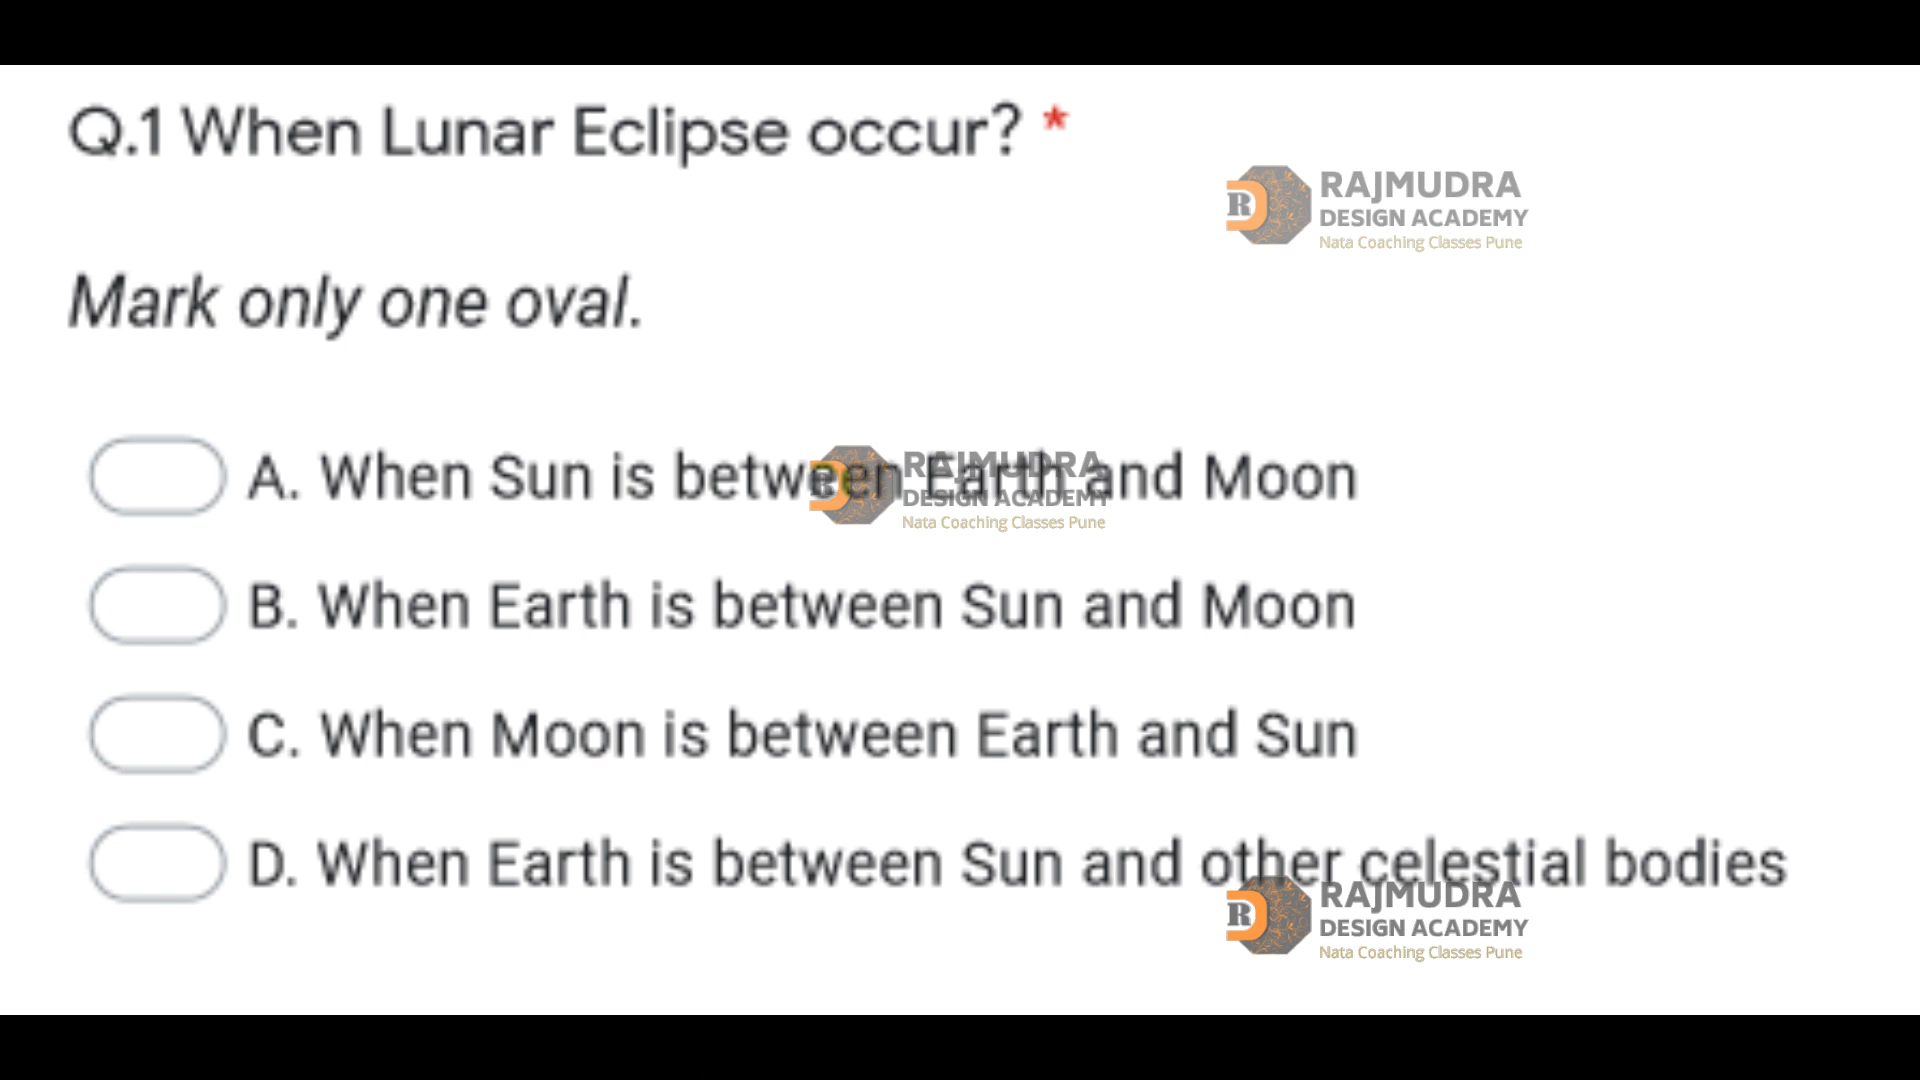 Q.1 When Lunar Eclipse occur? *
RAJMUDRA
DESIGN ACADEMY
Nata Coaching Classes Pune
Mark only one oval.
A. When Sun is between Earth and Moon
R RAJMUDRA
DESIGN ACADEMY
Nata Coaching Classes Pune
B. When Earth is between Sun and Moon
C. When Moon is between Earth and Sun
D. When Earth is between Sun and other celestial bodies
R RAJMUDRA
DESIGN ACADEMY
Nata Coaching Classes Pune